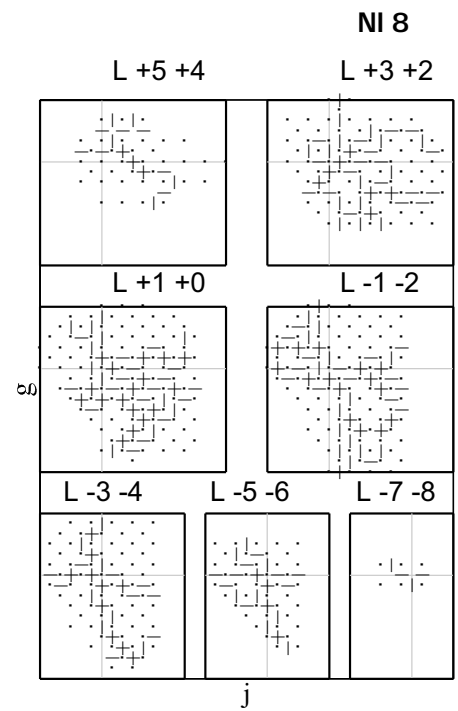 NI 8
L +5 +4
L +3 +2
L +1 +0
L -1 -2
g
L -3 -4
L -5 -6
L -7 -8
j